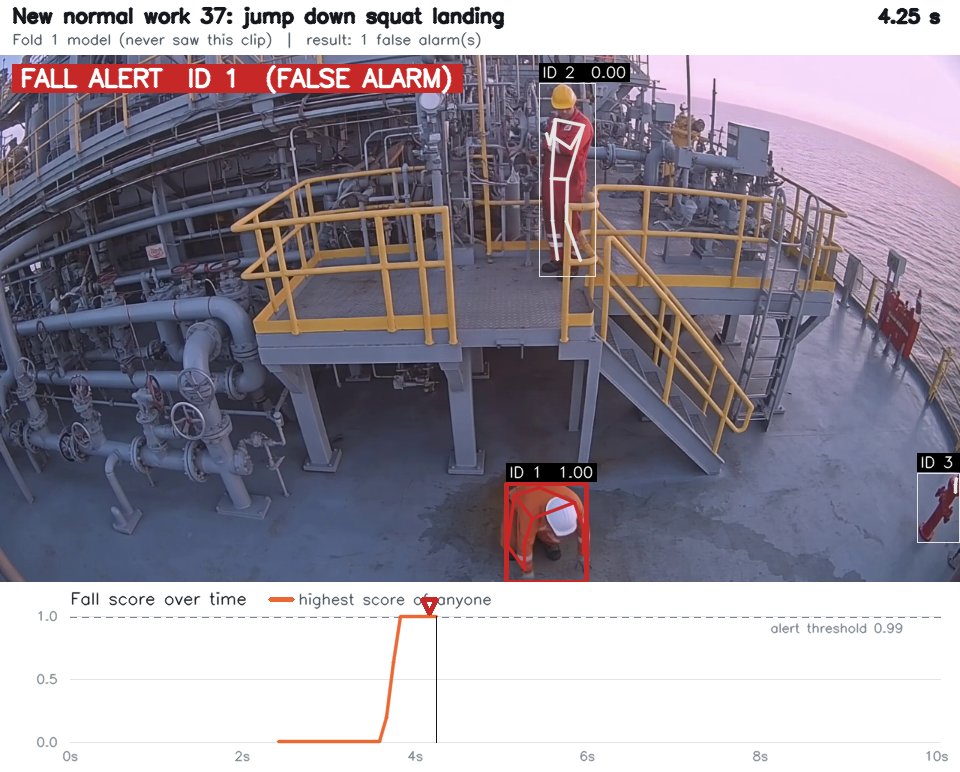 New normal work 37: jump down squat landing
4.25 s
Fold 1 model (never saw this clip) | result: 1 false alarm(s)
FALL ALERT ID 1 (FALSE ALARM)
ID 2 0.00
ID 1 1.00
ID 3
Fall score over time
highest score of anyone
1.0
alert threshold 0.99
0.5
0.0
0s
2s
4s
6s
8s
10s